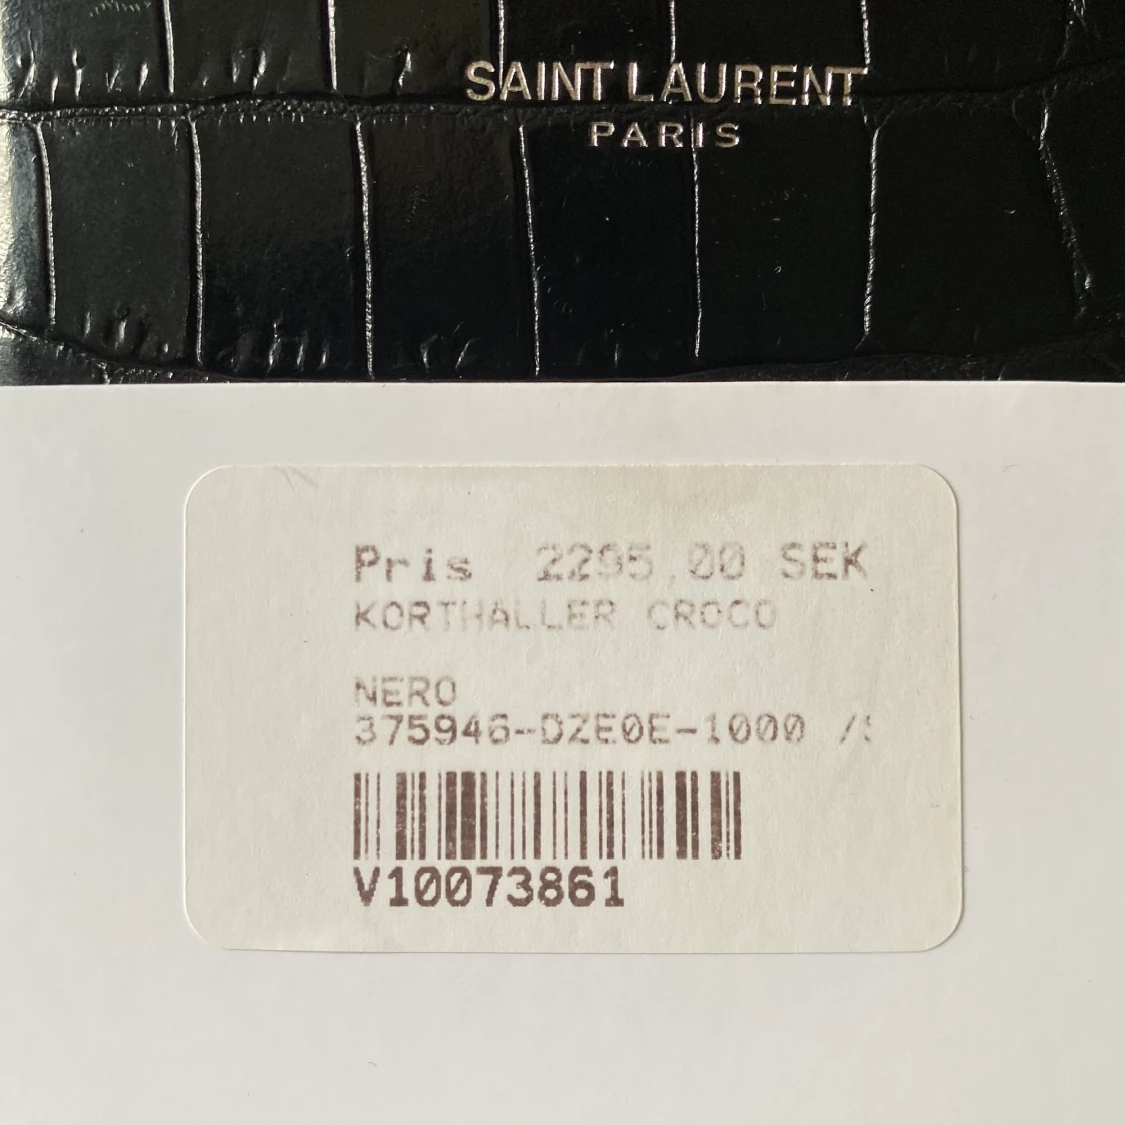 SAINT LAURENT
PARIS
Pris 2295,00 SEK
KORTHALLER CROCO
NERO
375946-DZE0E-1000 /
V10073861